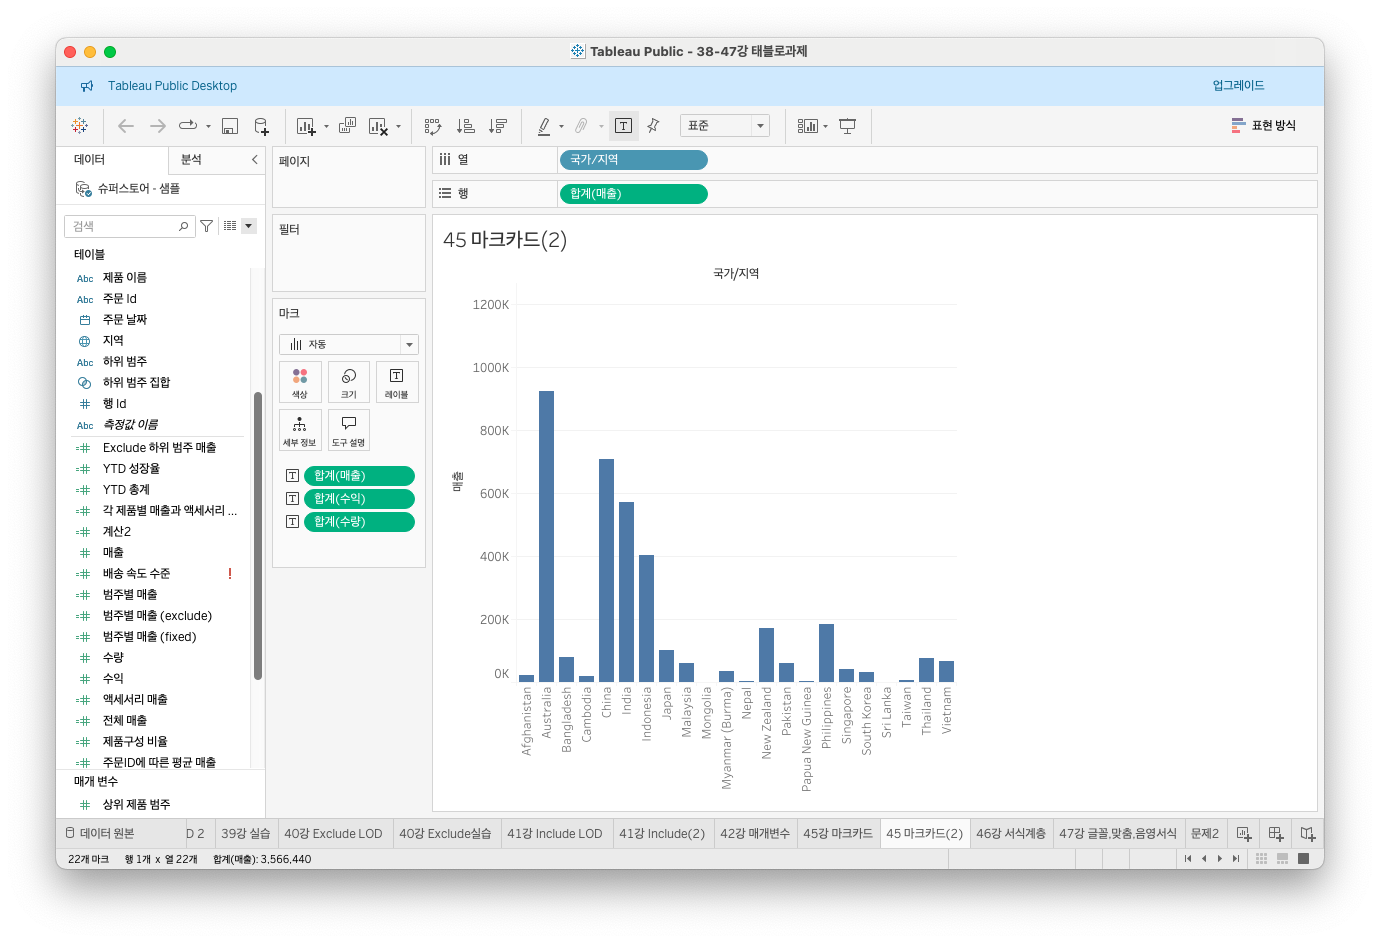 Tableau Public - 38-47강 태블로과제
Tableau Public Desktop
업그레이드
표준
표현 방식
데이터
분석
슈퍼스토어 - 샘플
검색
테이블
Abc 제품 이름
Abc 주문 Id
주문 날짜
지역
Abc 하위 범주
하위 범주 집합
행 Id
Abc 측정값 이름
Exclude 하위 범주 매출
YTD 성장율
YTD 총계
각 제품별 매출과 액세서리 ...
계산2
매출
배송 속도 수준 !
범주별 매출
범주별 매출 (exclude)
범주별 매출 (fixed)
수량
수익
액세서리 매출
전체 매출
제품구성 비율
주문ID에 따른 평균 매출
매개 변수
상위 제품 범주
페이지
필터
마크
자동
색상
크기
레이블
세부 정보
도구 설명
합계(매출)
합계(수익)
합계(수량)
열
국가/지역
행
합계(매출)
45 마크카드(2)
국가/지역
매출
1200K
1000K
800K
600K
400K
200K
0K
Afghanistan
Australia
Bangladesh
Cambodia
China
India
Indonesia
Japan
Malaysia
Mongolia
Myanmar (Burma)
Nepal
New Zealand
Pakistan
Papua New Guinea
Philippines
Singapore
South Korea
Sri Lanka
Taiwan
Thailand
Vietnam
데이터 원본
D 2
39강 실습
40강 Exclude LOD
40강 Exclude실습
41강 Include LOD
41강 Include(2)
42강 매개변수
45강 마크카드
45 마크카드(2)
46강 서식계층
47강 글꼴,맞춤,음영서식
문제2
22개 마크
행 1개 x 열 22개
합계(매출): 3,566,440